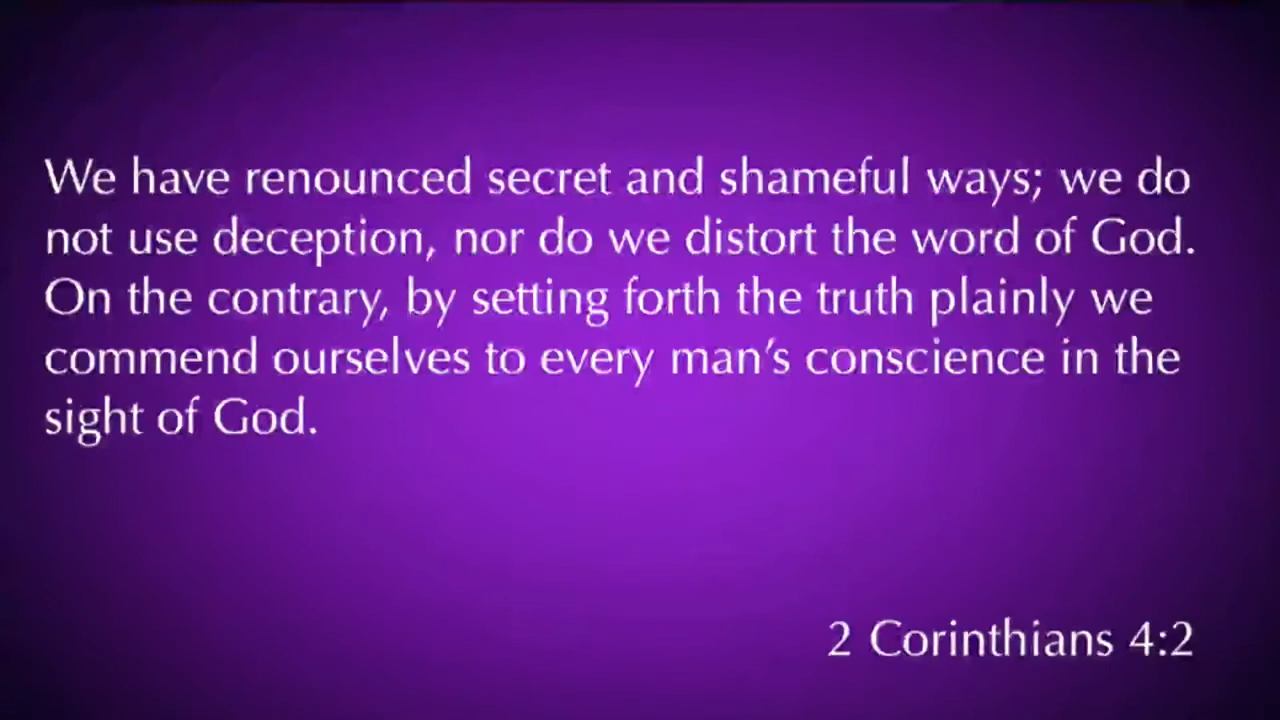 We have renounced secret and shameful ways; we do
not use deception, nor do we distort the word of God.
On the contrary, by setting forth the truth plainly we
commend ourselves to every man's conscience in the
sight of God.
2 Corinthians 4:2